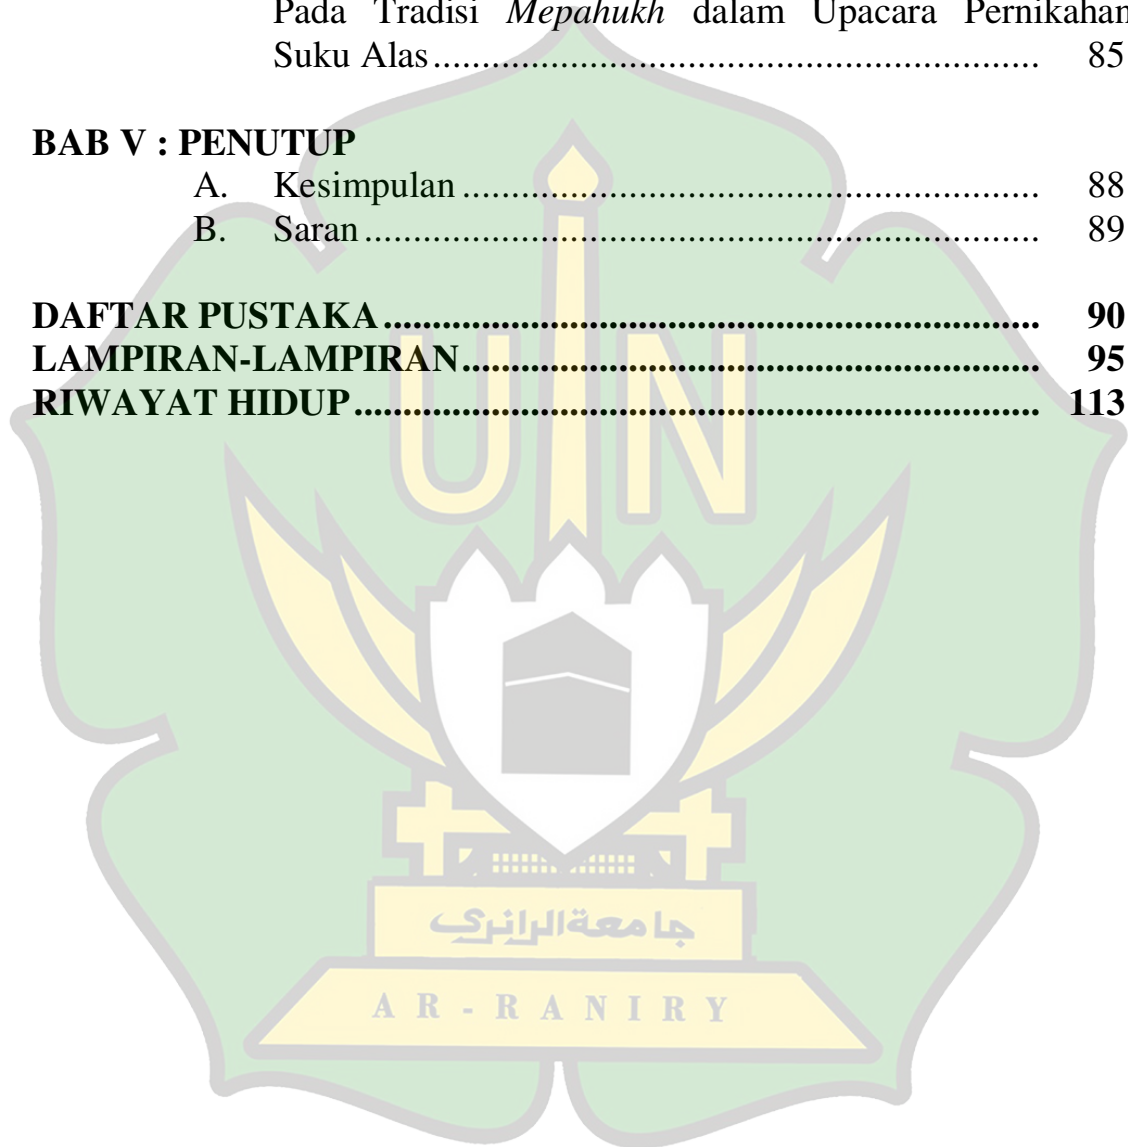 Pada Tradisi Mepahukh dalam Upacara Pernikahan
Suku Alas ............................................................... 85
BAB V : PENUTUP
A. Kesimpulan ........................................................... 88
B. Saran ..................................................................... 89
DAFTAR PUSTAKA ................................................................... 90
LAMPIRAN-LAMPIRAN ........................................................... 95
RIWAYAT HIDUP ...................................................................... 113
UIN
جامعة الرانري
AR-RANIRY